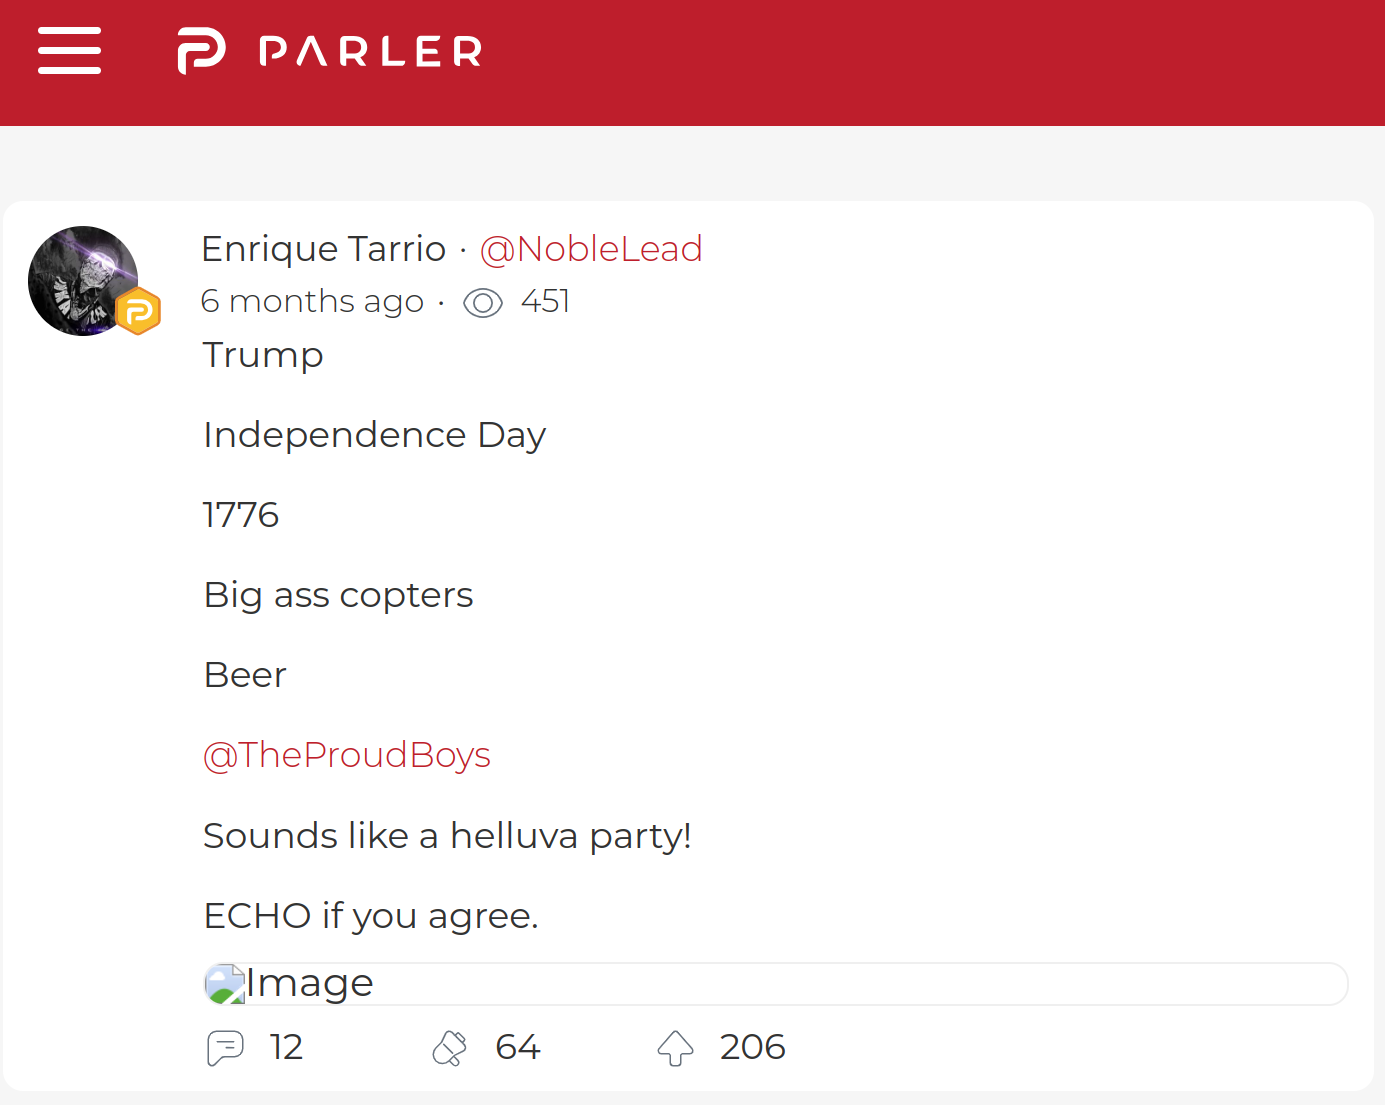 PARLER
Enrique Tarrio · @NobleLead
6 months ago · 451
Trump
Independence Day
1776
Big ass copters
Beer
@TheProudBoys
Sounds like a helluva party!
ECHO if you agree.
Image
12 64 206